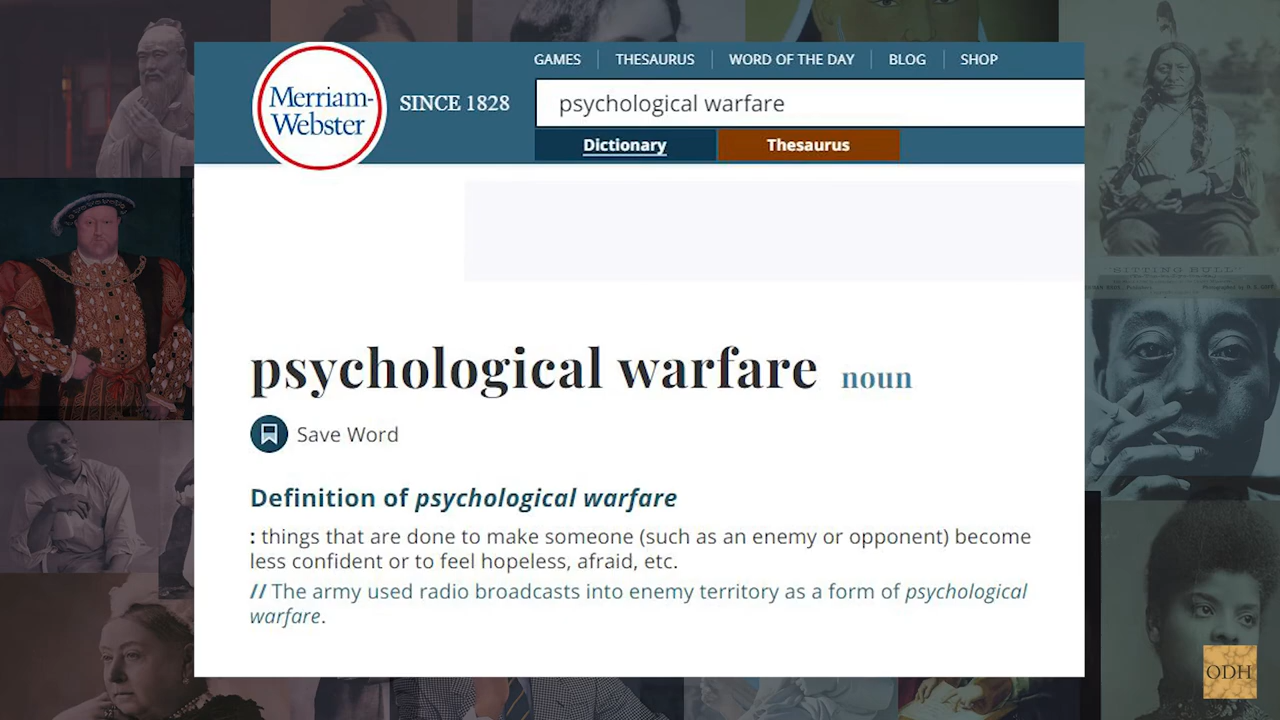 GAMES
THESAURUS
WORD OF THE DAY
BLOG
SHOP
Merriam-
Webster
SINCE 1828
psychological warfare
Dictionary
Thesaurus
psychological warfare noun
Save Word
Definition of psychological warfare
: things that are done to make someone (such as an enemy or opponent) become
less confident or to feel hopeless, afraid, etc.
// The army used radio broadcasts into enemy territory as a form of psychological
warfare.
"SITTING BULL"
ODH